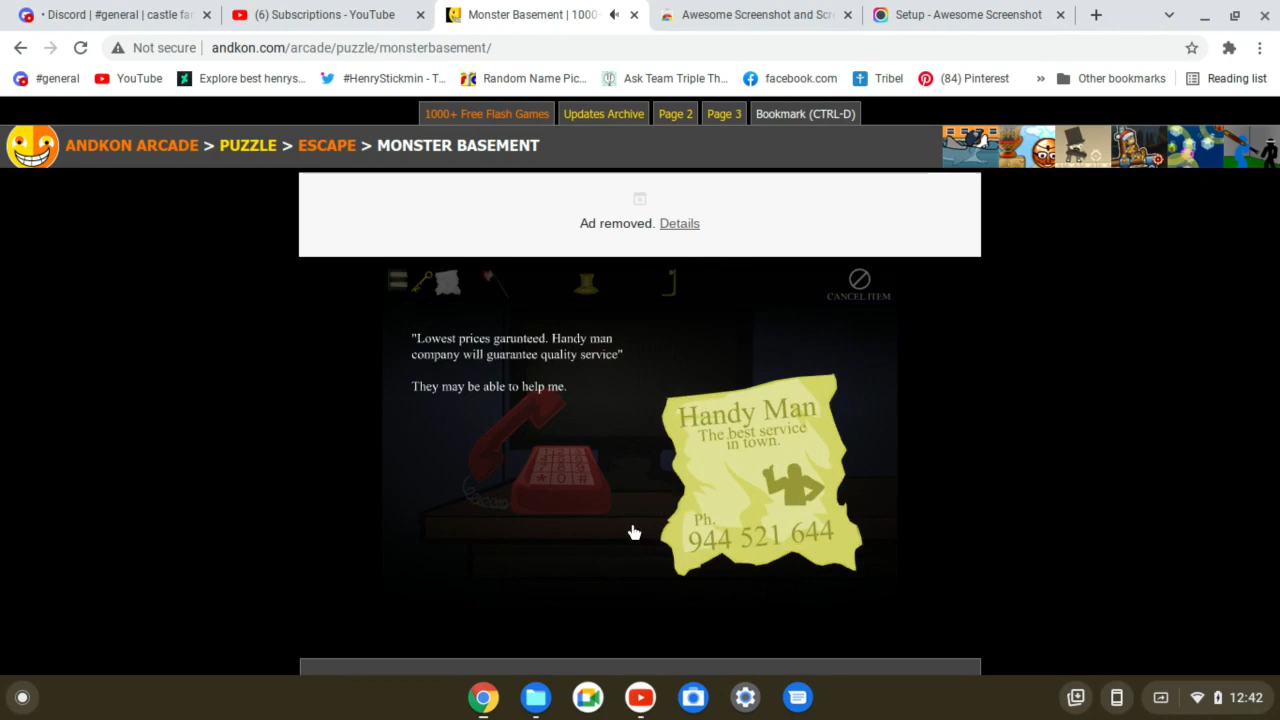 • Discord | #general | castle fan
(6) Subscriptions - YouTube
Monster Basement | 1000
Awesome Screenshot and Scr
Setup - Awesome Screenshot
Not secure
andkon.com/arcade/puzzle/monsterbasement/
#general
YouTube
Explore best henrys...
#HenryStickmin - T...
Random Name Pic...
Ask Team Triple Th...
facebook.com
Tribel
(84) Pinterest
»
Other bookmarks
Reading list
1000+ Free Flash Games
Updates Archive
Page 2
Page 3
Bookmark (CTRL-D)
ANDKON ARCADE > PUZZLE > ESCAPE > MONSTER BASEMENT
Ad removed. Details
CANCEL ITEM
"Lowest prices garunteed. Handy man
company will guarantee quality service"
They may be able to help me.
Handy Man
The best service
in town.
Ph.
944 521 644
12:42